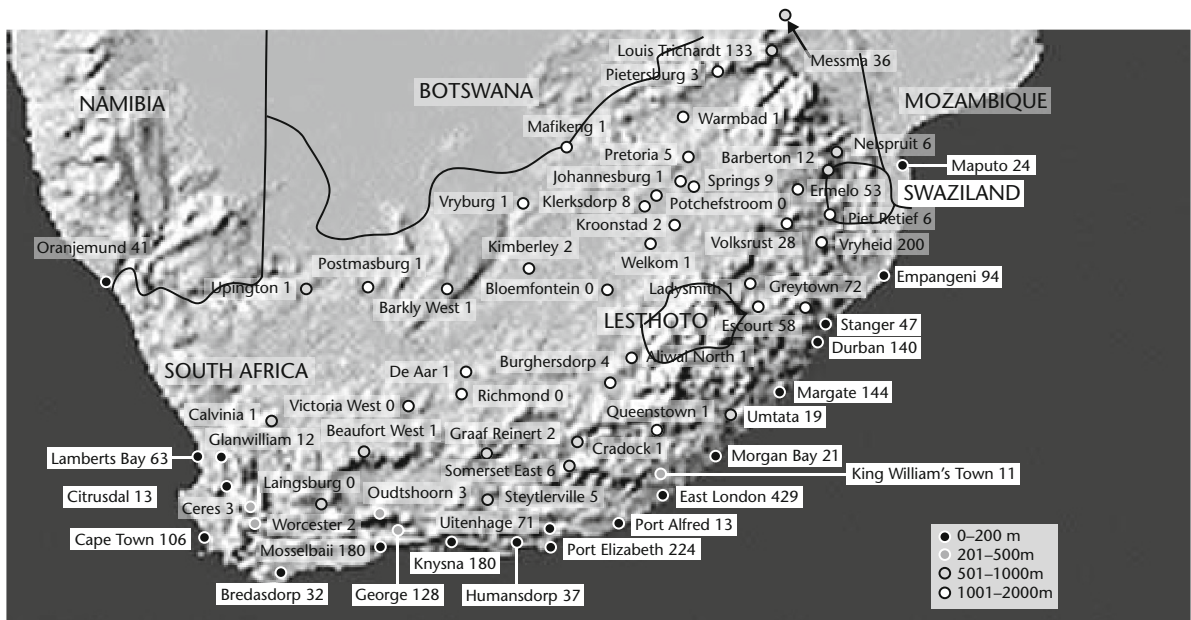 Louis Trichardt 133
Messma 36
Pietersburg 3
BOTSWANA
NAMIBIA
MOZAMBIQUE
Warmbad 1
Mafikeng 1
Nelspruit 6
Pretoria 5
Barberton 12
Maputo 24
Johannesburg 1
Springs 9
Ermelo 53
SWAZILAND
Vryburg 1
Klerksdorp 8
Potchefstroom 0
Piet Retief 6
Kroonstad 2
Volksrust 28
Vryheid 200
Oranjemund 41
Kimberley 2
Postmasburg 1
Welkom 1
Empangeni 94
Upington 1
Bloemfontein 0
Ladysmith 1
Greytown 72
Barkly West 1
LESTHOTO
Escourt 58
Stanger 47
Durban 140
Burghersdorp 4
Aliwal North 1
SOUTH AFRICA
De Aar 1
Richmond 0
Margate 144
Calvinia 1
Victoria West 0
Queenstown 1
Umtata 19
Glanwilliam 12
Beaufort West 1
Graaf Reinert 2
Cradock 1
Lamberts Bay 63
Morgan Bay 21
Somerset East 6
King William's Town 11
Laingsburg 0
Citrusdal 13
Oudtshoorn 3
Steytlerville 5
East London 429
Ceres 3
Worcester 2
Uitenhage 71
Port Alfred 13
Cape Town 106
Mosselbaii 180
Port Elizabeth 224
Knysna 180
Bredasdorp 32
George 128
Humansdorp 37
0–200 m
201–500m
501–1000m
1001–2000m